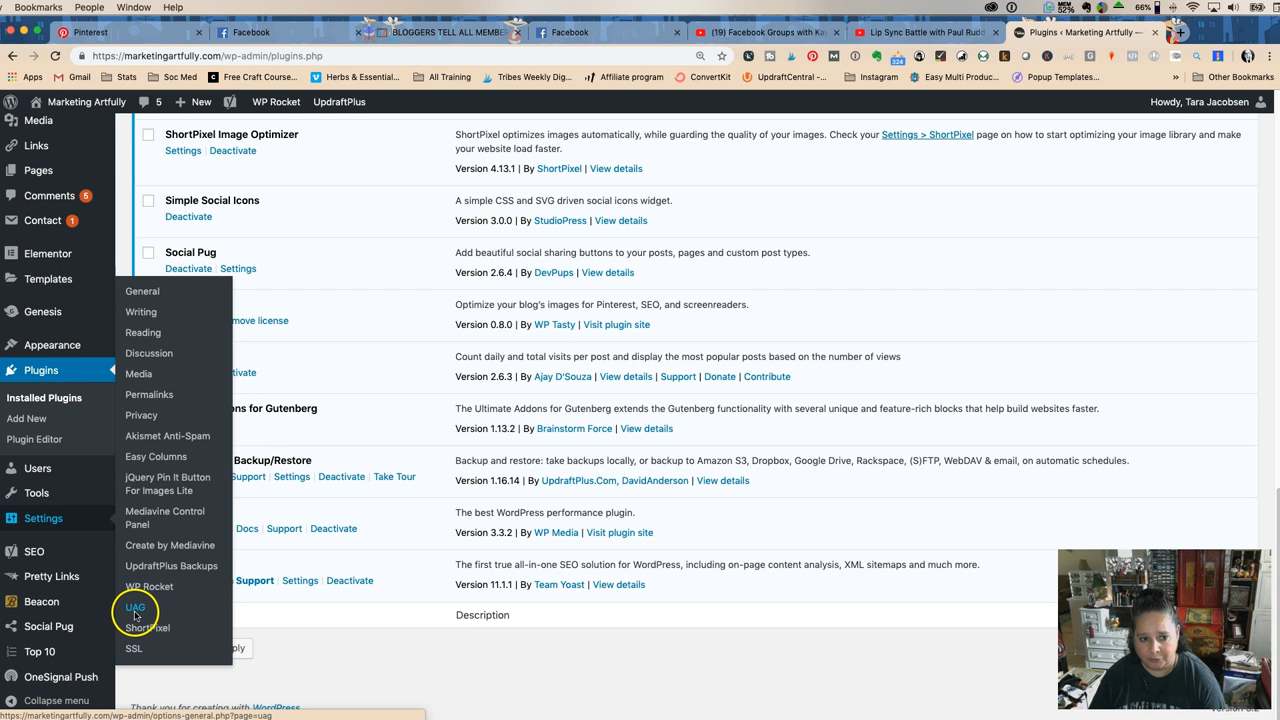 Bookmarks People Window Help
66%
Pinterest
Facebook
BLOGGERS TELL ALL MEMBE
Facebook
(19) Facebook Groups with Ka
Lip Sync Battle with Paul Rudd
Plugins ‹ Marketing Artfully —
https://marketingartfully.com/wp-admin/plugins.php
324
Apps Gmail Stats Soc Med Free Craft Course... Herbs & Essential... All Training Tribes Weekly Dig... Affiliate program ConvertKit UpdraftCentral -... Instagram Easy Multi Produc... Popup Templates... » Other Bookmarks
Marketing Artfully 5 + New WP Rocket UpdraftPlus Howdy, Tara Jacobsen
Media
Links
Pages
Comments 5
Contact 1
Elementor
Templates
Genesis
Appearance
Plugins
Installed Plugins
Add New
Plugin Editor
Users
Tools
Settings
SEO
Pretty Links
Beacon
Social Pug
Top 10
OneSignal Push
Collapse menu
General
Writing
Reading
Discussion
Media
Permalinks
Privacy
Akismet Anti-Spam
Easy Columns
jQuery Pin It Button
For Images Lite
Mediavine Control
Panel
Create by Mediavine
UpdraftPlus Backups
WP Rocket
UAG
ShortPixel
SSL
ShortPixel Image Optimizer
Settings | Deactivate
ShortPixel optimizes images automatically, while guarding the quality of your images. Check your Settings > ShortPixel page on how to start optimizing your image library and make
your website load faster.
Version 4.13.1 | By ShortPixel | View details
Simple Social Icons
Deactivate
A simple CSS and SVG driven social icons widget.
Version 3.0.0 | By StudioPress | View details
Social Pug
Deactivate | Settings
Add beautiful social sharing buttons to your posts, pages and custom post types.
Version 2.6.4 | By DevPups | View details
move license
Optimize your blog's images for Pinterest, SEO, and screenreaders.
Version 0.8.0 | By WP Tasty | Visit plugin site
tivate
Count daily and total visits per post and display the most popular posts based on the number of views
Version 2.6.3 | By Ajay D'Souza | View details | Support | Donate | Contribute
ons for Gutenberg
The Ultimate Addons for Gutenberg extends the Gutenberg functionality with several unique and feature-rich blocks that help build websites faster.
Version 1.13.2 | By Brainstorm Force | View details
Backup/Restore
Support | Settings | Deactivate | Take Tour
Backup and restore: take backups locally, or backup to Amazon S3, Dropbox, Google Drive, Rackspace, (S)FTP, WebDAV & email, on automatic schedules.
Version 1.16.14 | By UpdraftPlus.Com, DavidAnderson | View details
Docs | Support | Deactivate
The best WordPress performance plugin.
Version 3.3.2 | By WP Media | Visit plugin site
Support | Settings | Deactivate
The first true all-in-one SEO solution for WordPress, including on-page content analysis, XML sitemaps and much more.
Version 11.1.1 | By Team Yoast | View details
Description
ply
Thank you for creating with WordPress
https://marketingartfully.com/wp-admin/options-general.php?page=uag